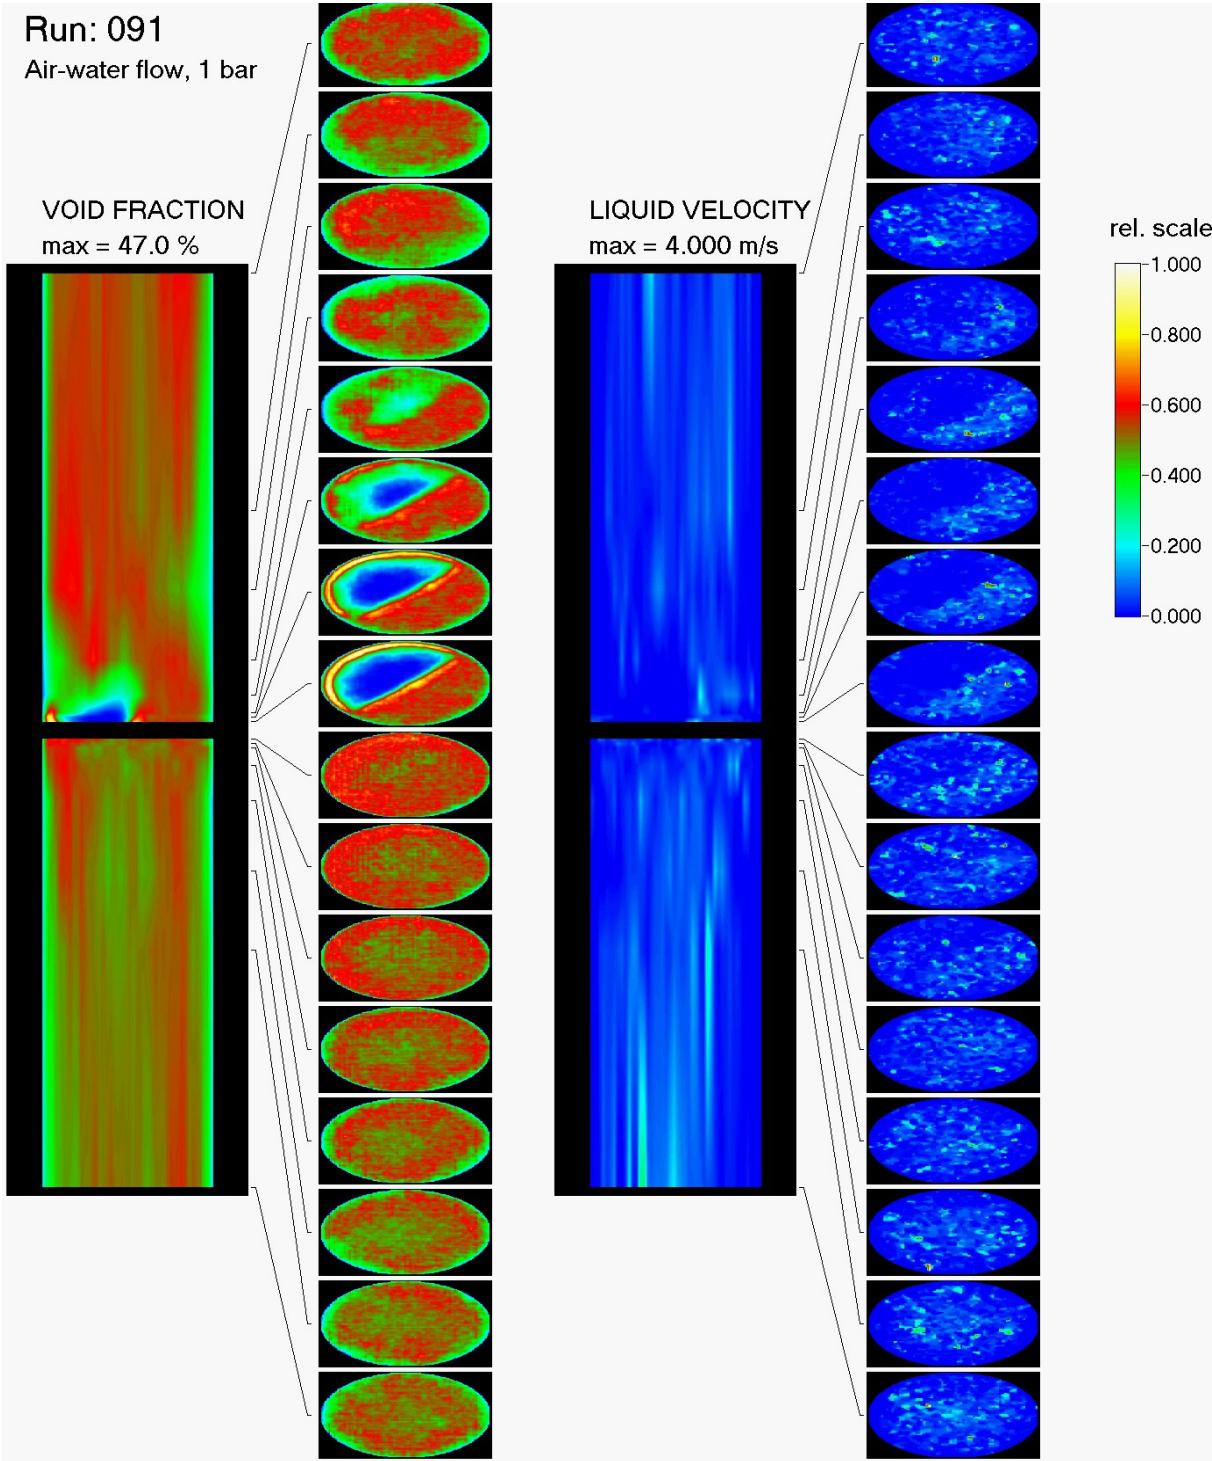 Run: 091
Air-water flow, 1 bar
VOID FRACTION
max = 47.0 %
LIQUID VELOCITY
max = 4.000 m/s
rel. scale
1.000
0.800
0.600
0.400
0.200
0.000